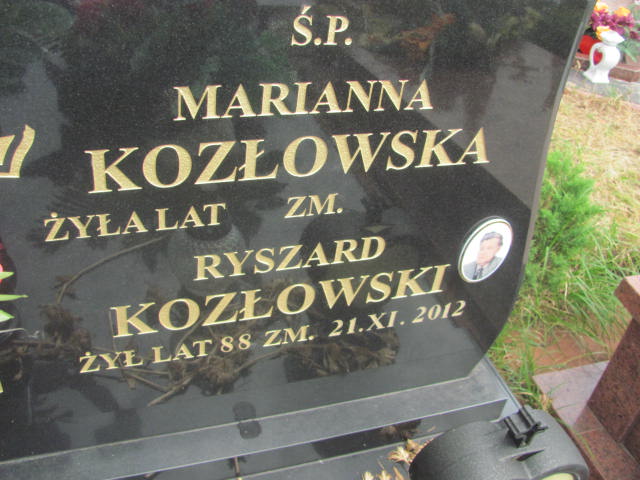 Ś.P.
MARIANNA
KOZŁOWSKA
ŻYŁA LAT ZM.
RYSZARD
KOZŁOWSKI
ŻYŁ LAT 88 ZM. 21.XI.2012